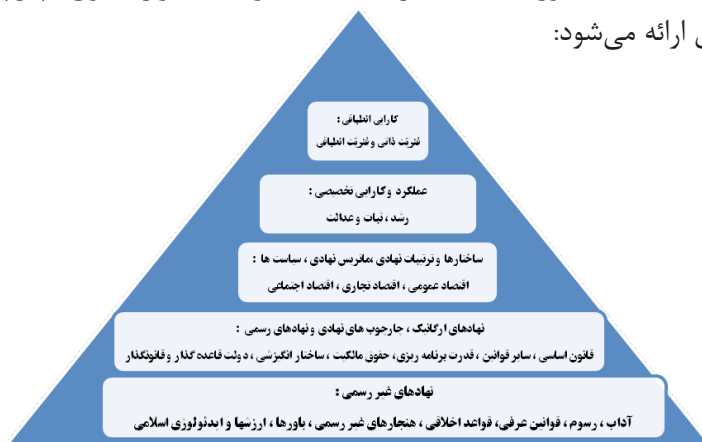 ارائه می‌شود:
کارایی انطباقی :
قدرت ذاتی و قدرت انطباقی
عملکرد و کارایی تخصیصی :
رشد ، ثبات و عدالت
ساختارها و ترتیبات نهادی ،ماتریس نهادی ، سیاست ها :
اقتصاد عمومی ، اقتصاد تجاری ، اقتصاد اجتماعی
نهادهای ارگانیک ، چارچوب های نهادی و نهادهای رسمی :
قانون اساسی ، سایر قوانین ، قدرت برنامه ریزی، حقوق مالکیت ، ساختار انگیزشی ، دولت قاعده گذار و قانونگذار
نهادهای غیر رسمی :
آداب ، رسوم ، قوانین عرفی، قواعد اخلاقی ، هنجارهای غیر رسمی ، باورها ، ارزشها و ایدئولوژی اسلامی